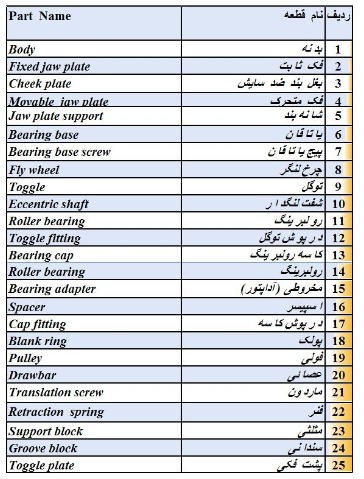 Part Name نام قطعه ردیف
Body بدنه 1
Fixed jaw plate فک ثابت 2
Cheek plate بغل بند ضد سایش 3
Movable jaw plate فک متحرک 4
Jaw plate support شانه بند 5
Bearing base یاتاقان 6
Bearing base screw پیچ یاتاقان 7
Fly wheel چرخ لنگر 8
Toggle توگل 9
Eccentric shaft شفت لنگدار 10
Roller bearing رولبرینگ 11
Toggle fitting درپوش توگل 12
Bearing cap کاسه رولبرینگ 13
Roller bearing رولبرینگ 14
Bearing adapter مخروطی (آداپتور) 15
Spacer اسپیسر 16
Cap fitting درپوش کاسه 17
Blank ring پولک 18
Pulley فولی 19
Drawbar عصائی 20
Translation screw ماردون 21
Retraction spring فنر 22
Support block مثلثی 23
Groove block سندانی 24
Toggle plate پشت فکی 25